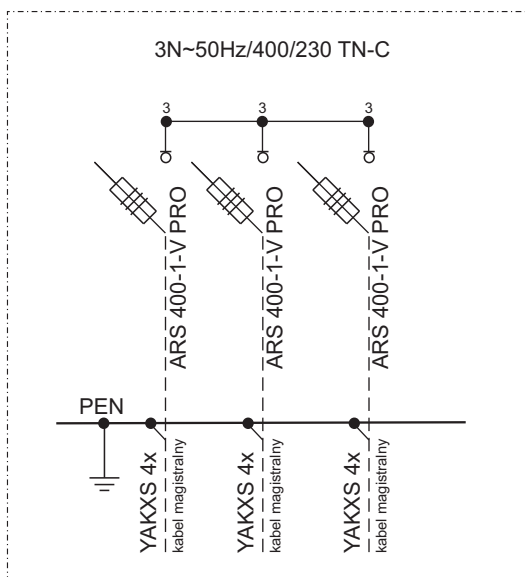 3N~50Hz/400/230 TN-C
3
3
3
ARS 400-1-V PRO
ARS 400-1-V PRO
ARS 400-1-V PRO
PEN
YAKXS 4x
kabel magistralny
YAKXS 4x
kabel magistralny
YAKXS 4x
kabel magistralny